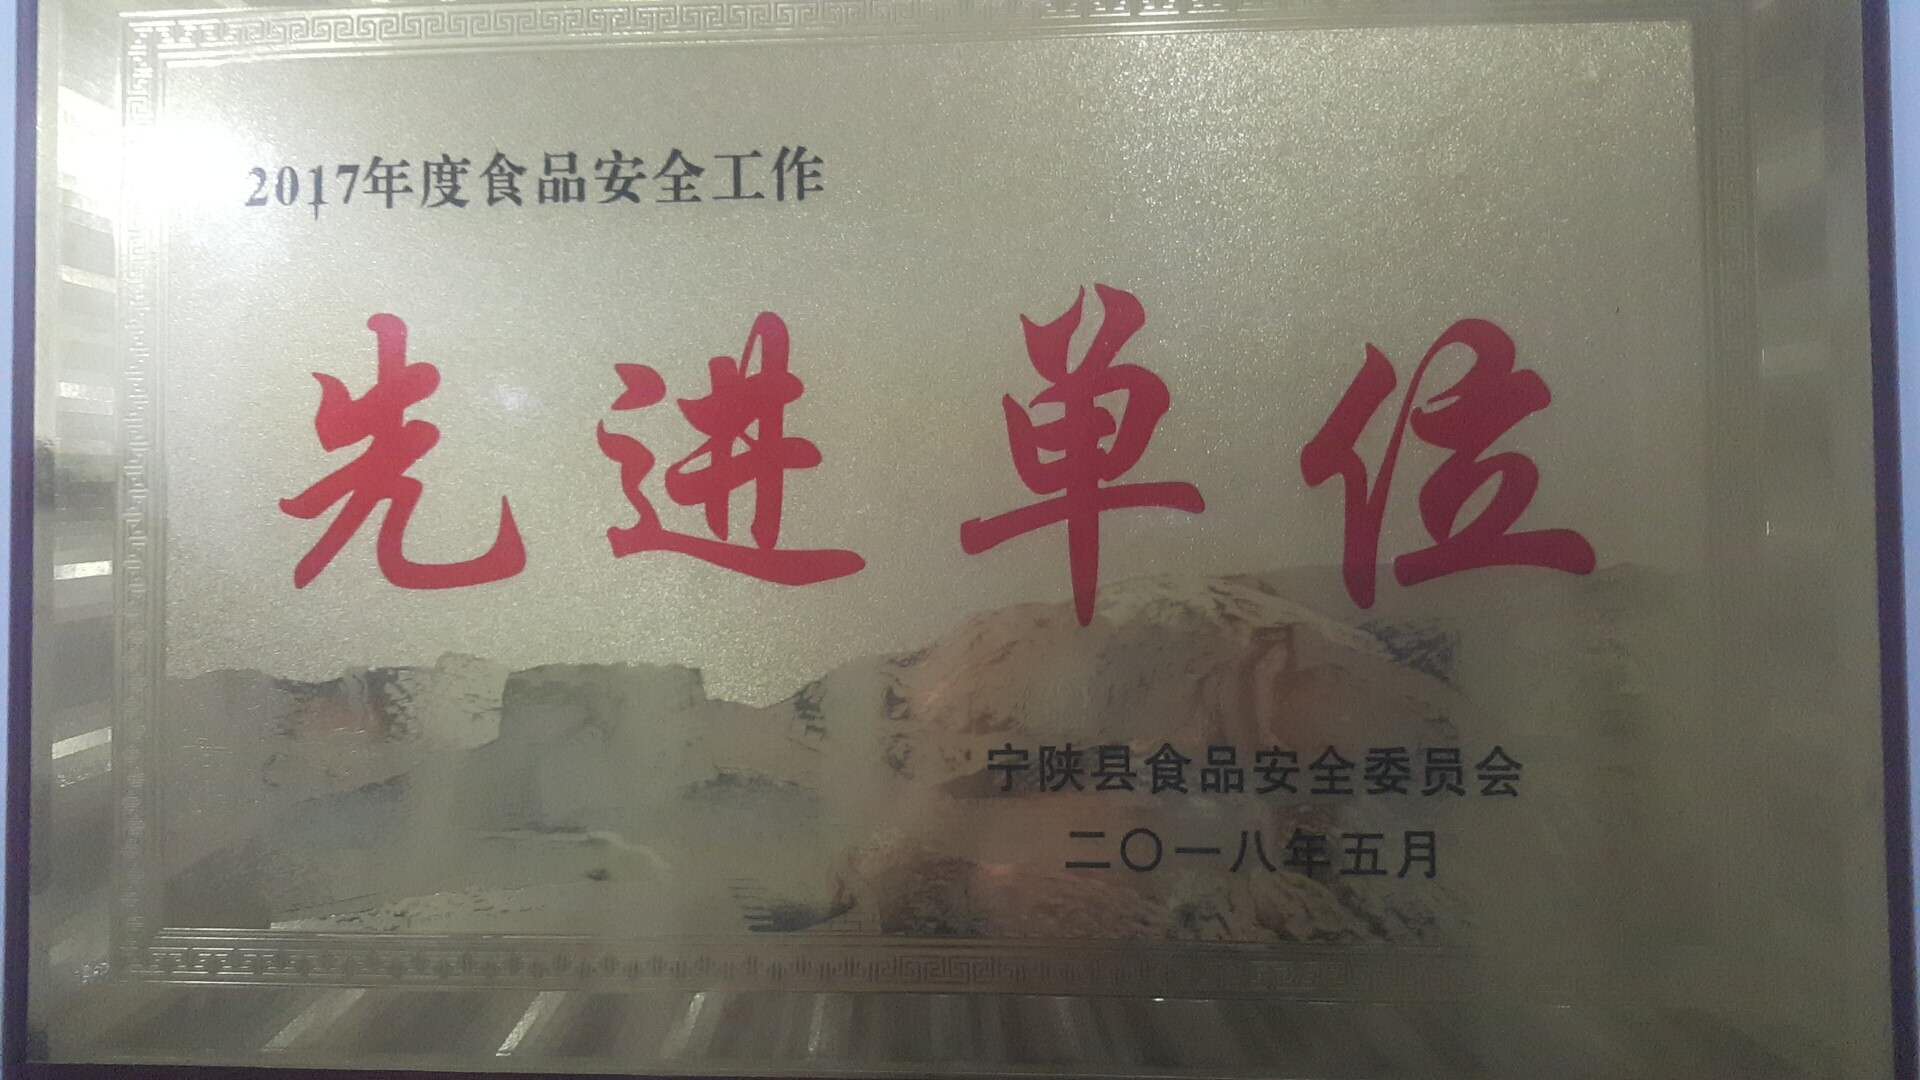 2017年度食品安全工作
先进单位
宁陕县食品安全委员会
二〇一八年五月